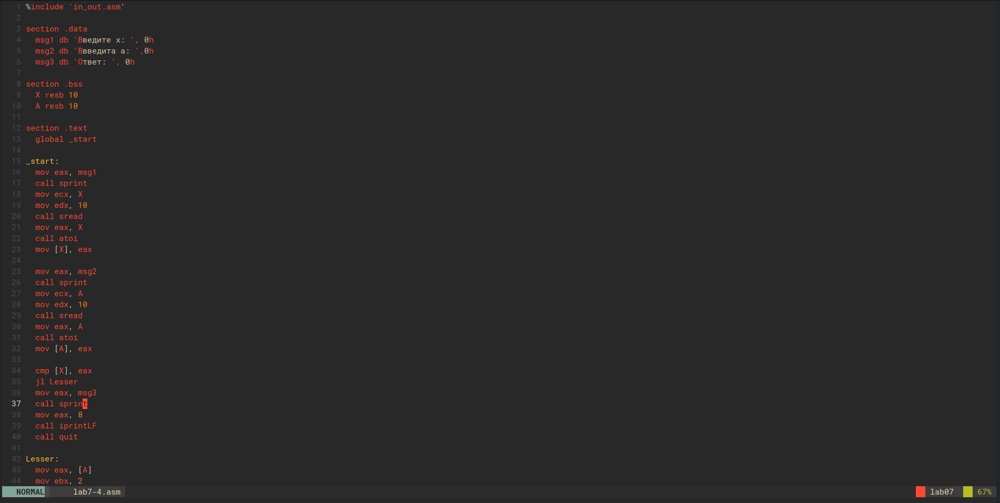 1 %include 'in_out.asm'
2
3 section .data
4   msg1 db 'Введите x: ', 0h
5   msg2 db 'Ввведита a: ',0h
6   msg3 db 'Ответ: ', 0h
7
8 section .bss
9   X resb 10
10   A resb 10
11
12 section .text
13   global _start
14
15 _start:
16   mov eax, msg1
17   call sprint
18   mov ecx, X
19   mov edx, 10
20   call sread
21   mov eax, X
22   call atoi
23   mov [X], eax
24
25   mov eax, msg2
26   call sprint
27   mov ecx, A
28   mov edx, 10
29   call sread
30   mov eax, A
31   call atoi
32   mov [A], eax
33
34   cmp [X], eax
35   jl Lesser
36   mov eax, msg3
37   call sprint
38   mov eax, 8
39   call iprintLF
40   call quit
41
42 Lesser:
43   mov eax, [A]
44   mov ebx, 2
NORMAL lab7-4.asm lab07 67%